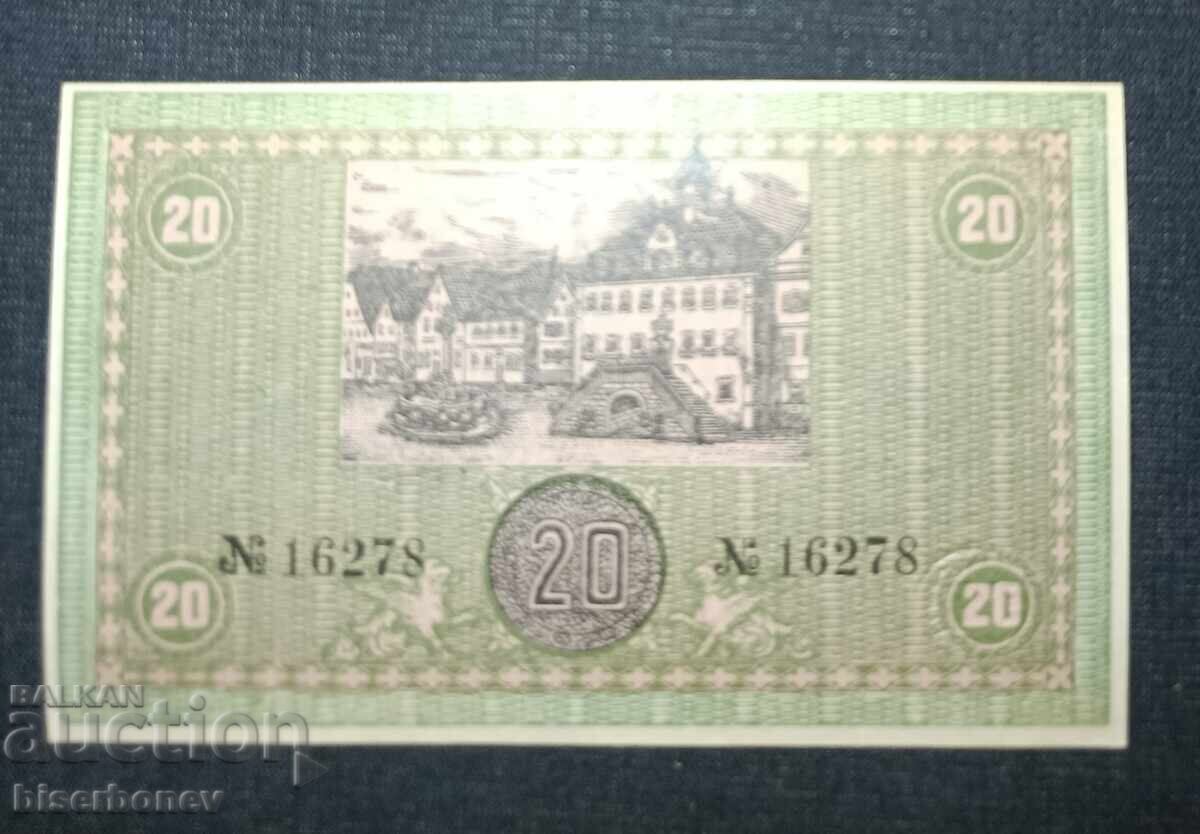 20 20
№ 16278 20 № 16278
20 20
BALKAN
auction
biserbonev